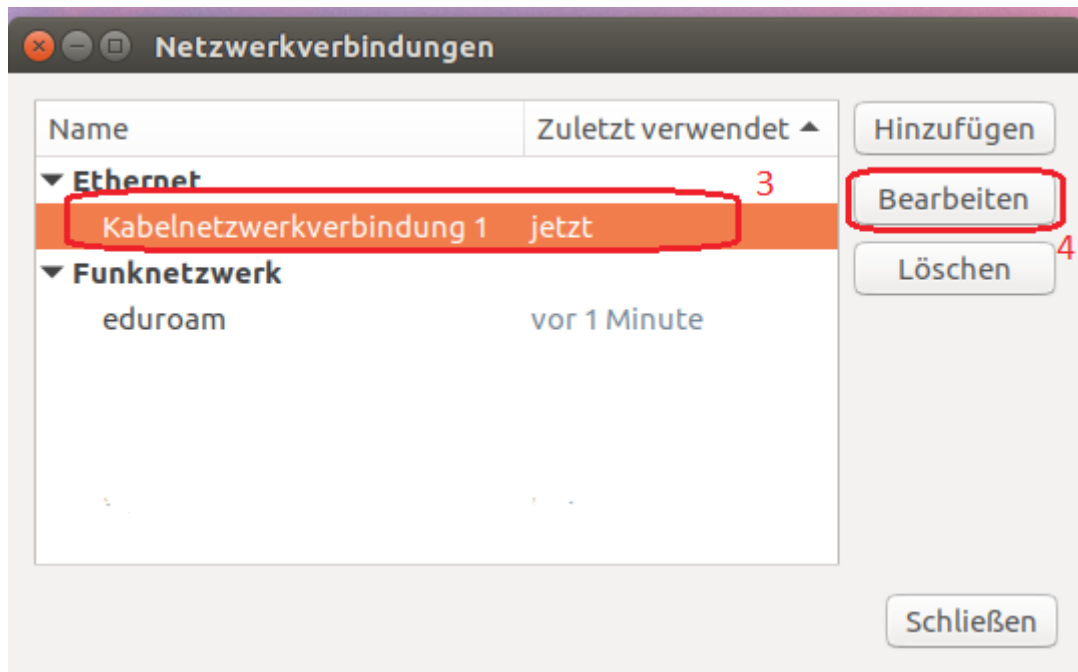 Netzwerkverbindungen
Name Zuletzt verwendet Hinzufügen
Ethernet 3
Bearbeiten
Kabelnetzwerkverbindung 1 jetzt
4
Funknetzwerk Löschen
eduroam vor 1 Minute
Schließen